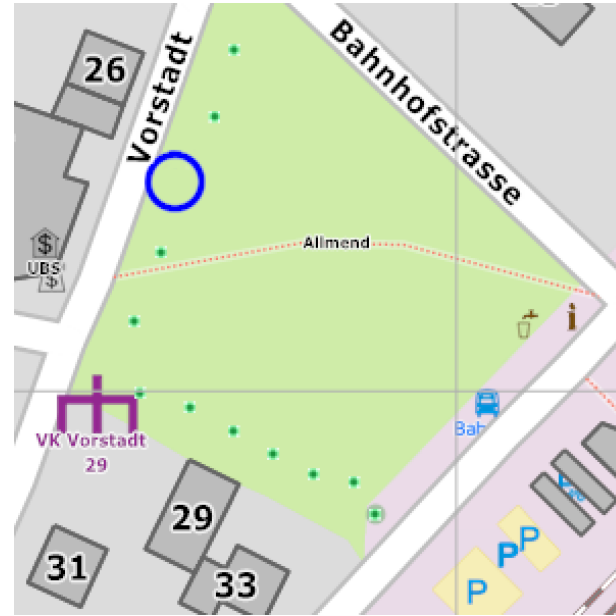 26
Vorstadt
Bahnhofstrasse
UBS
Allmend
i
VK Vorstadt
29
Bah
29
31
33
P
P
P